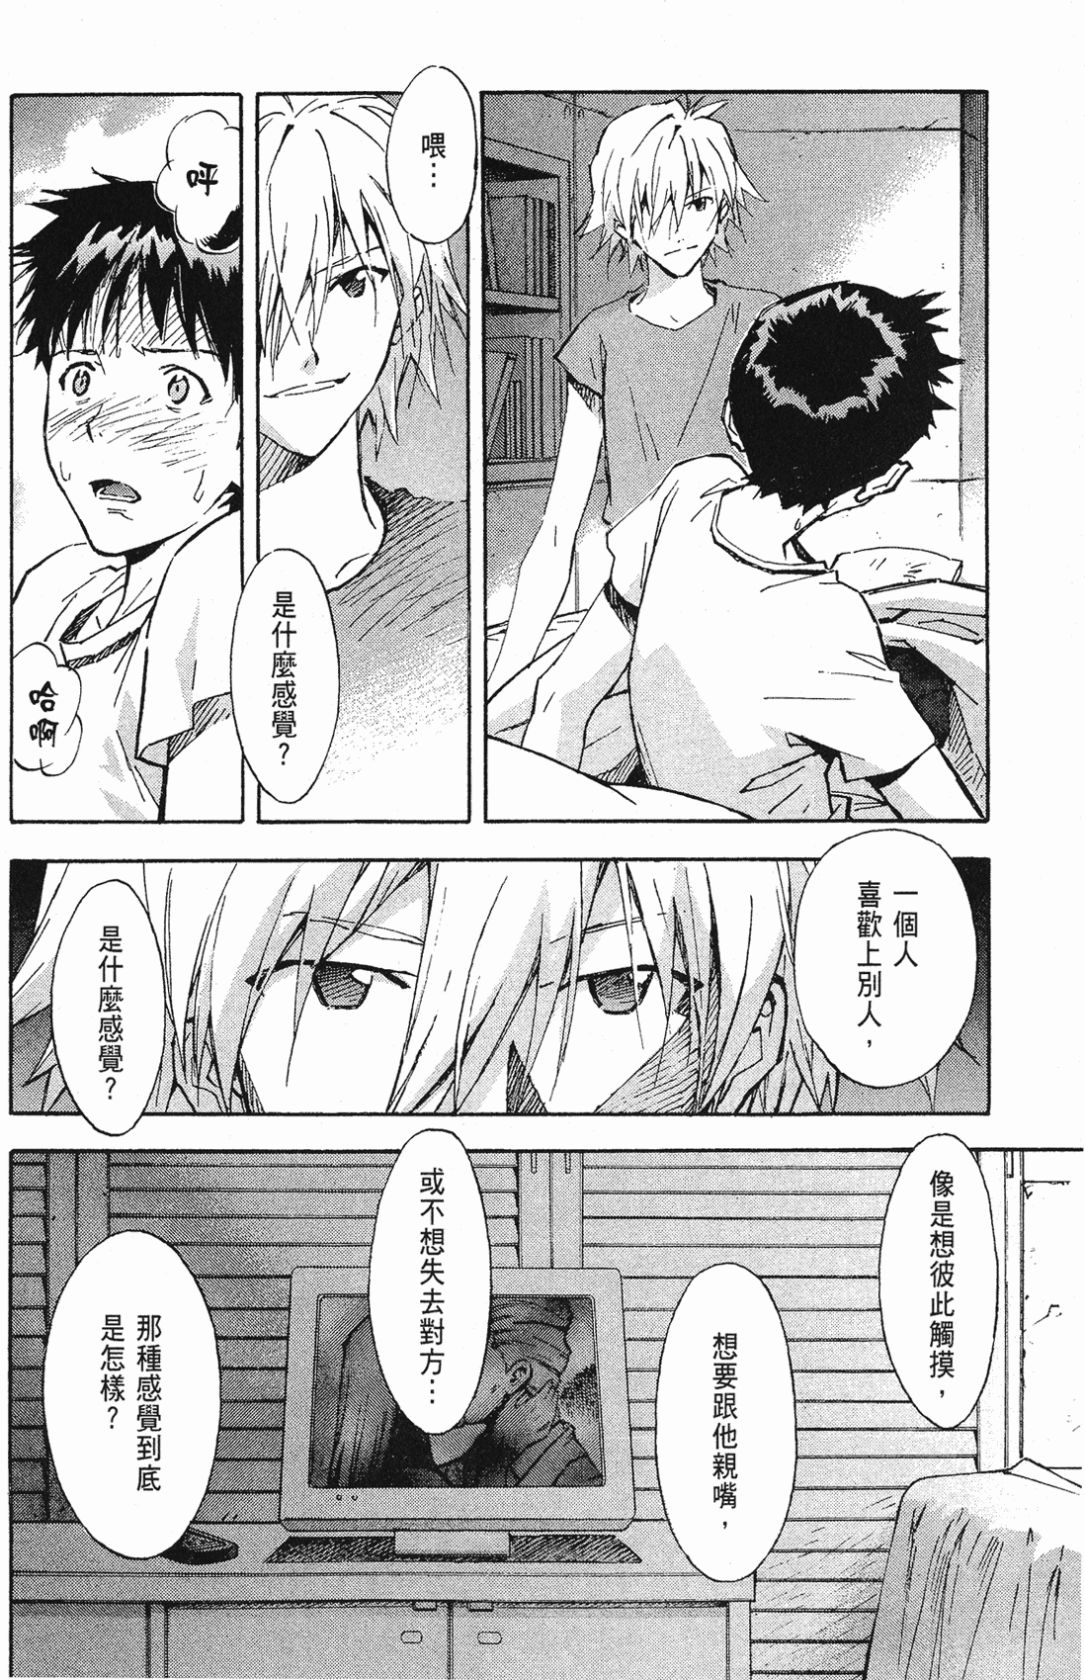 喂…
是什麼感覺？
呼
哈啊
一個人
喜歡上別人，
是什麼感覺？
像是想彼此觸摸，
想要跟他親嘴，
或不想失去對方…
那種感覺到底
是怎樣？